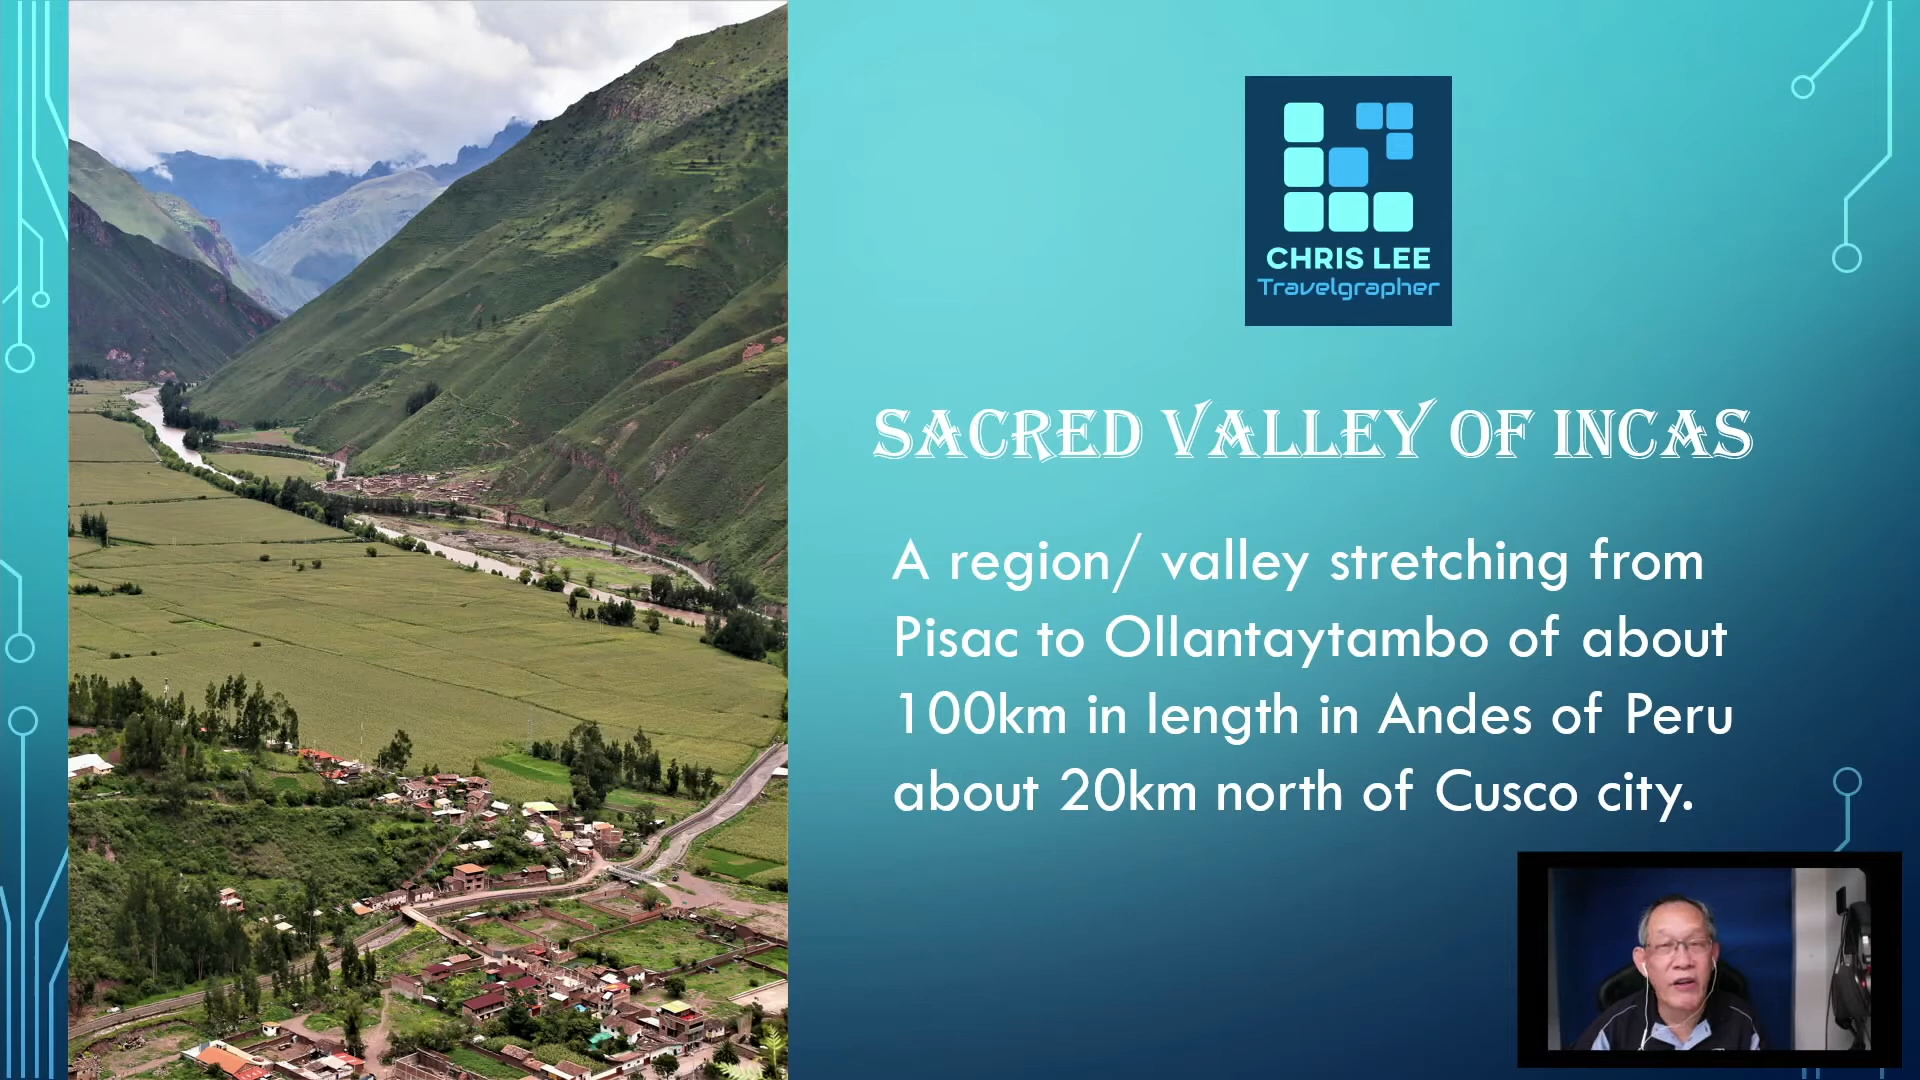 CHRIS LEE
Travelgrapher
SACRED VALLEY OF INCAS
A region/ valley stretching from
Pisac to Ollantaytambo of about
100km in length in Andes of Peru
about 20km north of Cusco city.